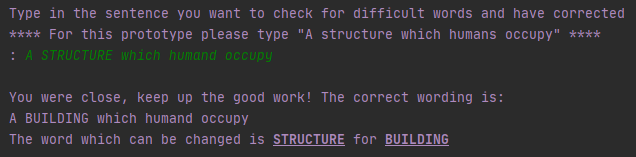 Type in the sentence you want to check for difficult words and have corrected
**** For this prototype please type "A structure which humans occupy" ****
: A STRUCTURE which humand occupy
You were close, keep up the good work! The correct wording is:
A BUILDING which humand occupy
The word which can be changed is STRUCTURE for BUILDING